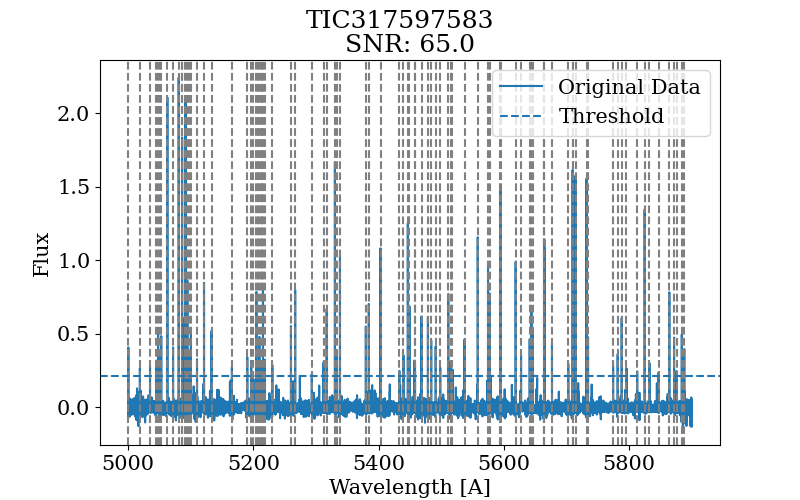 TIC317597583
SNR: 65.0
Original Data
Threshold
Flux
2.0
1.5
1.0
0.5
0.0
5000 5200 5400 5600 5800
Wavelength [A]